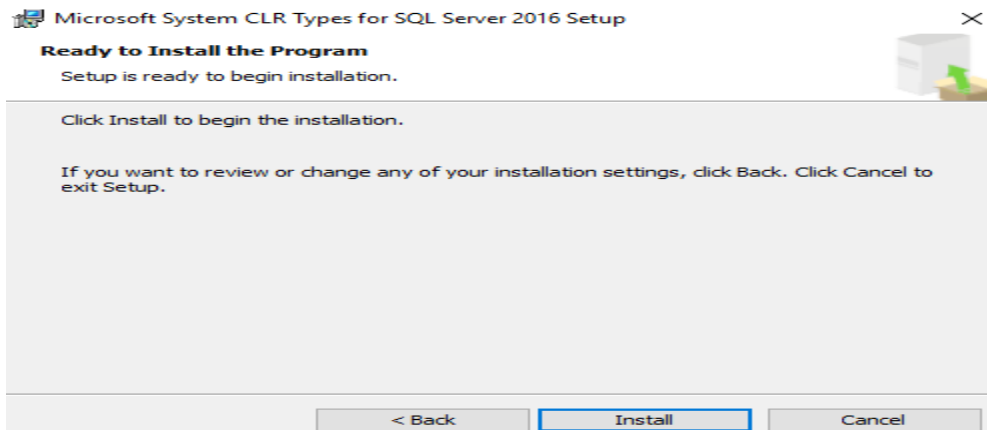 Microsoft System CLR Types for SQL Server 2016 Setup
Ready to Install the Program
Setup is ready to begin installation.
Click Install to begin the installation.
If you want to review or change any of your installation settings, click Back. Click Cancel to
exit Setup.
< Back
Install
Cancel